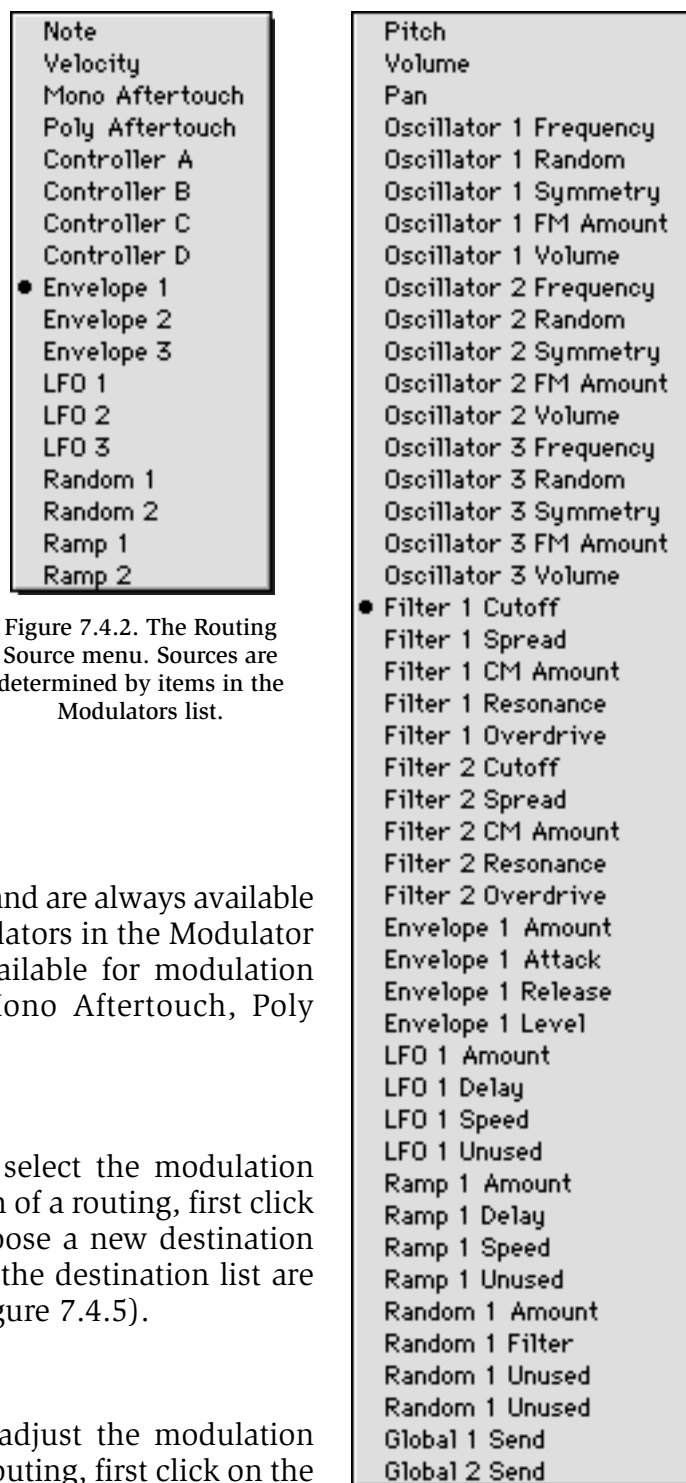 Note
Velocity
Mono Aftertouch
Poly Aftertouch
Controller A
Controller B
Controller C
Controller D
● Envelope 1
Envelope 2
Envelope 3
LFO 1
LFO 2
LFO 3
Random 1
Random 2
Ramp 1
Ramp 2
Figure 7.4.2. The Routing
Source menu. Sources are
determined by items in the
Modulators list.
and are always available
lators in the Modulator
ailable for modulation
Mono Aftertouch, Poly
select the modulation
n of a routing, first click
oose a new destination
the destination list are
gure 7.4.5).
adjust the modulation
outing, first click on the
Pitch
Volume
Pan
Oscillator 1 Frequency
Oscillator 1 Random
Oscillator 1 Symmetry
Oscillator 1 FM Amount
Oscillator 1 Volume
Oscillator 2 Frequency
Oscillator 2 Random
Oscillator 2 Symmetry
Oscillator 2 FM Amount
Oscillator 2 Volume
Oscillator 3 Frequency
Oscillator 3 Random
Oscillator 3 Symmetry
Oscillator 3 FM Amount
Oscillator 3 Volume
● Filter 1 Cutoff
Filter 1 Spread
Filter 1 CM Amount
Filter 1 Resonance
Filter 1 Overdrive
Filter 2 Cutoff
Filter 2 Spread
Filter 2 CM Amount
Filter 2 Resonance
Filter 2 Overdrive
Envelope 1 Amount
Envelope 1 Attack
Envelope 1 Release
Envelope 1 Level
LFO 1 Amount
LFO 1 Delay
LFO 1 Speed
LFO 1 Unused
Ramp 1 Amount
Ramp 1 Delay
Ramp 1 Speed
Ramp 1 Unused
Random 1 Amount
Random 1 Filter
Random 1 Unused
Random 1 Unused
Global 1 Send
Global 2 Send